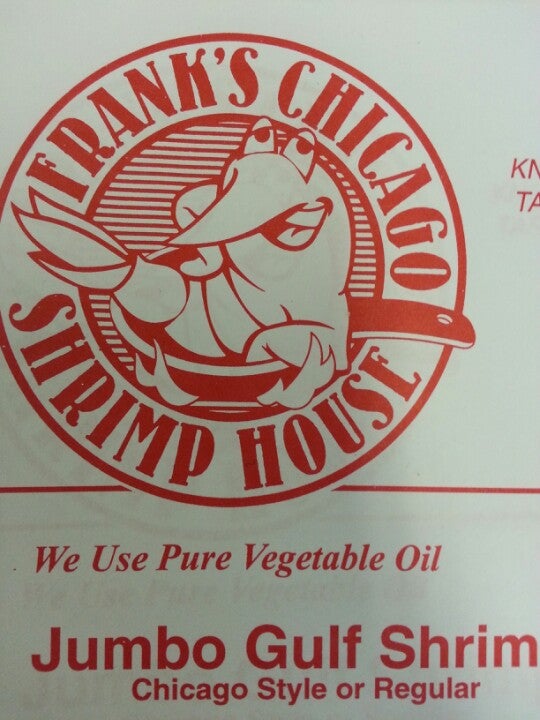 FRANK'S CHICAGO
SHRIMP HOUSE
We Use Pure Vegetable Oil
Jumbo Gulf Shrim
Chicago Style or Regular